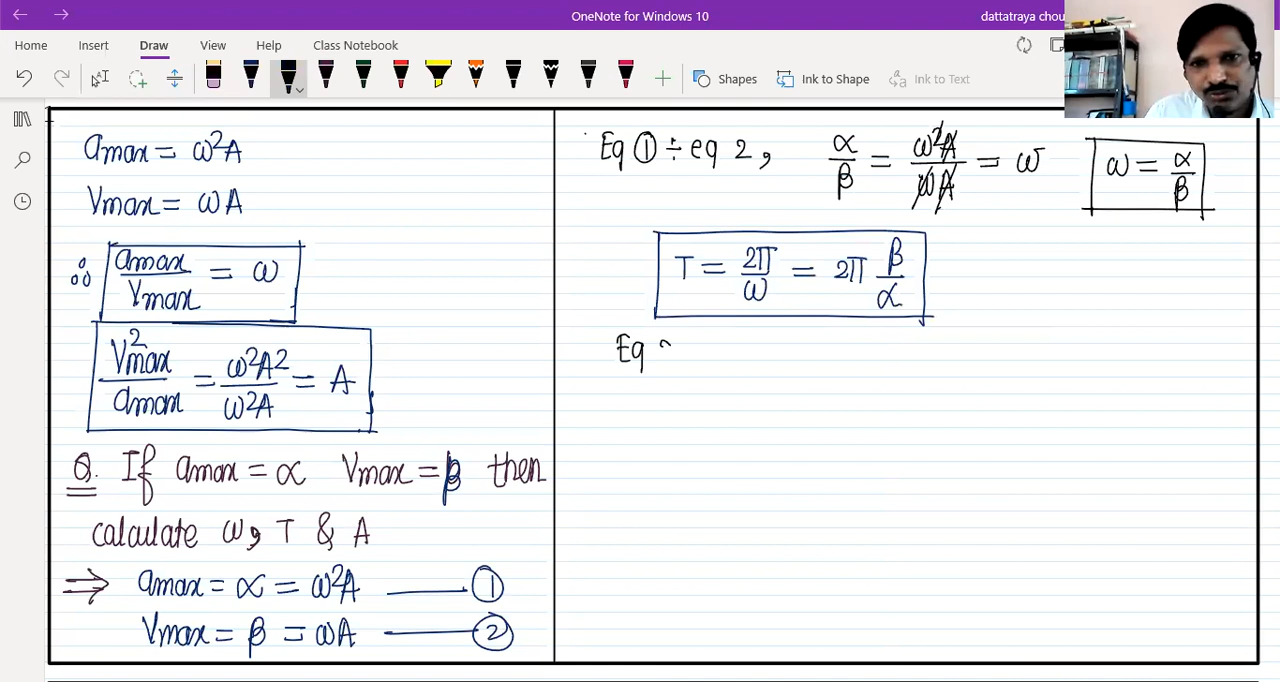 OneNote for Windows 10
dattatraya chou
Home Insert Draw View Help Class Notebook
Shapes Ink to Shape Ink to Text
amax = ω²A
Vmax = ωA
∴ amax/Vmax = ω
V²max/amax = ω²A²/ω²A = A
Q. If amax = α Vmax = β then
calculate ω, T & A
⇒ amax = α = ω²A ——— ①
Vmax = β = ωA ——— ②
Eq ① ÷ eq 2, α/β = ω²A/ωA = ω ω = α/β
T = 2π/ω = 2π β/α
Eq